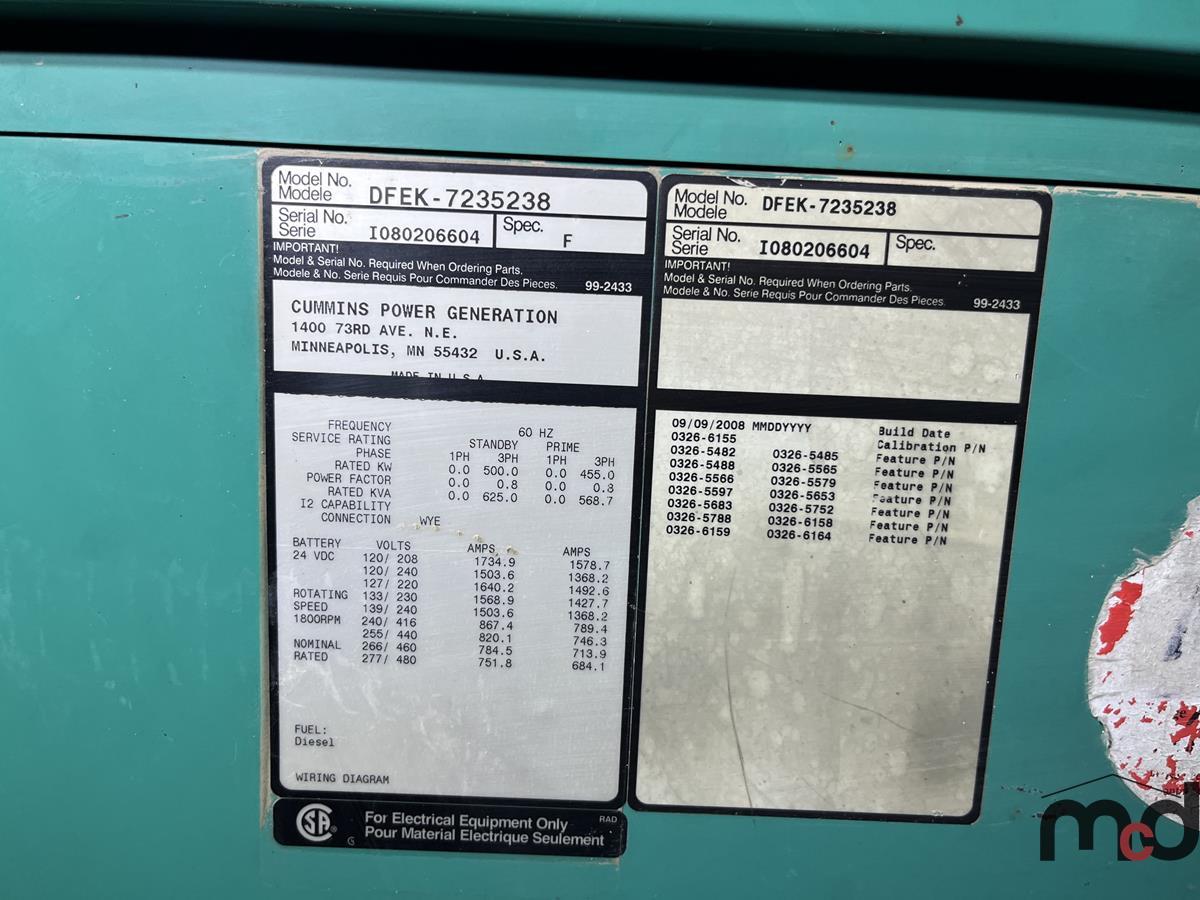 Model No. DFEK-7235238
Modele
Serial No. I080206604 Spec. F
Serie
IMPORTANT!
Model & Serial No. Required When Ordering Parts.
Modele & No. Serie Requis Pour Commander Des Pieces. 99-2433
CUMMINS POWER GENERATION
1400 73RD AVE. N.E.
MINNEAPOLIS, MN 55432 U.S.A.
MADE IN U.S.A.
FREQUENCY 60 HZ
SERVICE RATING STANDBY PRIME
PHASE 1PH 3PH 1PH 3PH
RATED KW 0.0 500.0 0.0 455.0
POWER FACTOR 0.0 0.8 0.0 0.8
RATED KVA 0.0 625.0 0.0 568.7
I2 CAPABILITY
CONNECTION WYE
BATTERY VOLTS AMPS AMPS
24 VDC 120/ 208 1734.9 1578.7
120/ 240 1503.6 1368.2
127/ 220 1640.2 1492.6
ROTATING 133/ 230 1568.9 1427.7
SPEED 139/ 240 1503.6 1368.2
1800RPM 240/ 416 867.4 789.4
255/ 440 820.1 746.3
NOMINAL 266/ 460 784.5 713.9
RATED 277/ 480 751.8 684.1
FUEL:
Diesel
WIRING DIAGRAM
SA ®
G
For Electrical Equipment Only RAD
Pour Material Electrique Seulement
Model No. DFEK-7235238
Modele
Serial No. I080206604 Spec.
Serie
IMPORTANT!
Model & Serial No. Required When Ordering Parts.
Modele & No. Serie Requis Pour Commander Des Pieces. 99-2433
09/09/2008 MMDDYYYY Build Date
0326-6155 Calibration P/N
0326-5482 0326-5485 Feature P/N
0326-5488 0326-5565 Feature P/N
0326-5566 0326-5579 Feature P/N
0326-5597 0326-5653 Feature P/N
0326-5683 0326-5752 Feature P/N
0326-5788 0326-6158 Feature P/N
0326-6159 0326-6164 Feature P/N
mcd